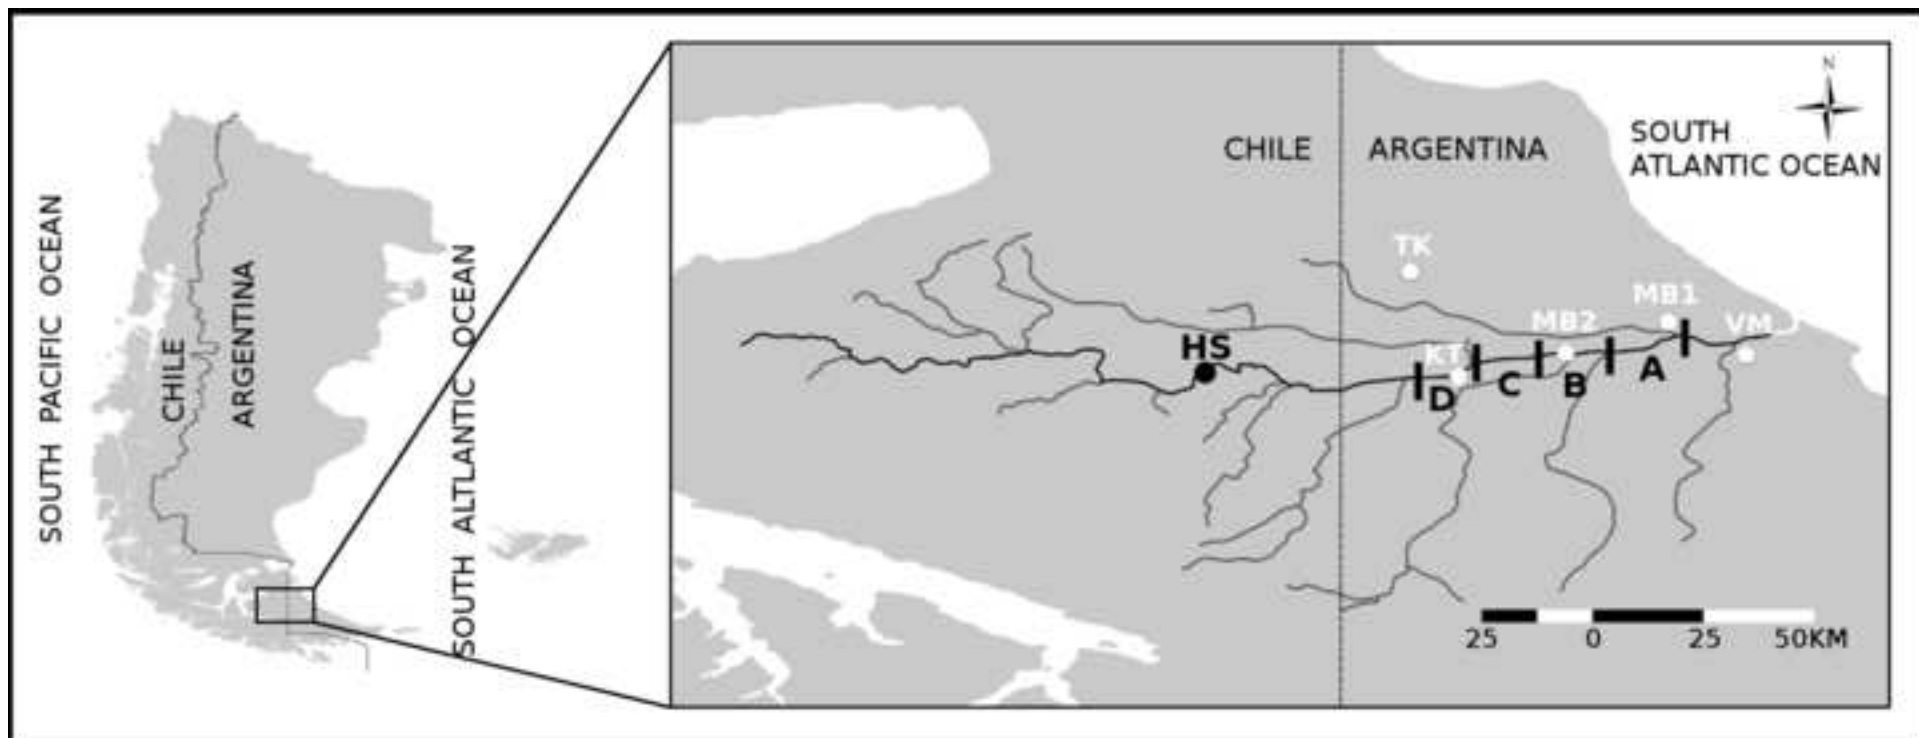 SOUTH PACIFIC OCEAN
CHILE
ARGENTINA
SOUTH ALTLANTIC OCEAN
N
CHILE
ARGENTINA
SOUTH
ATLANTIC OCEAN
TK
MB1
MB2
VM
HS
KT
D
C
B
A
25 0 25 50KM